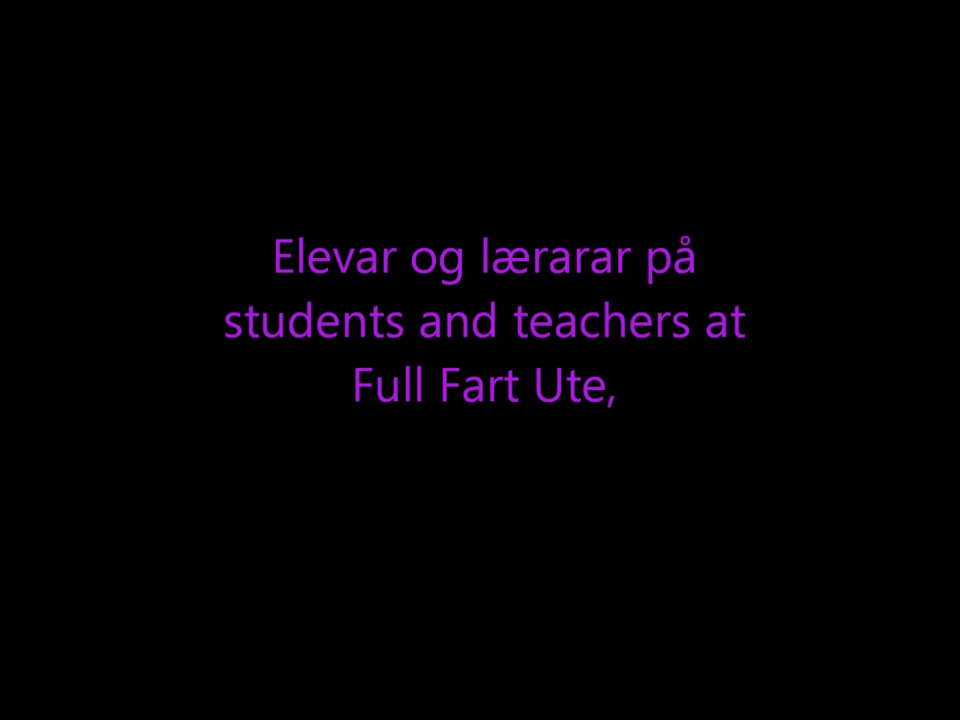 Elevar og lærarar på
students and teachers at
Full Fart Ute,